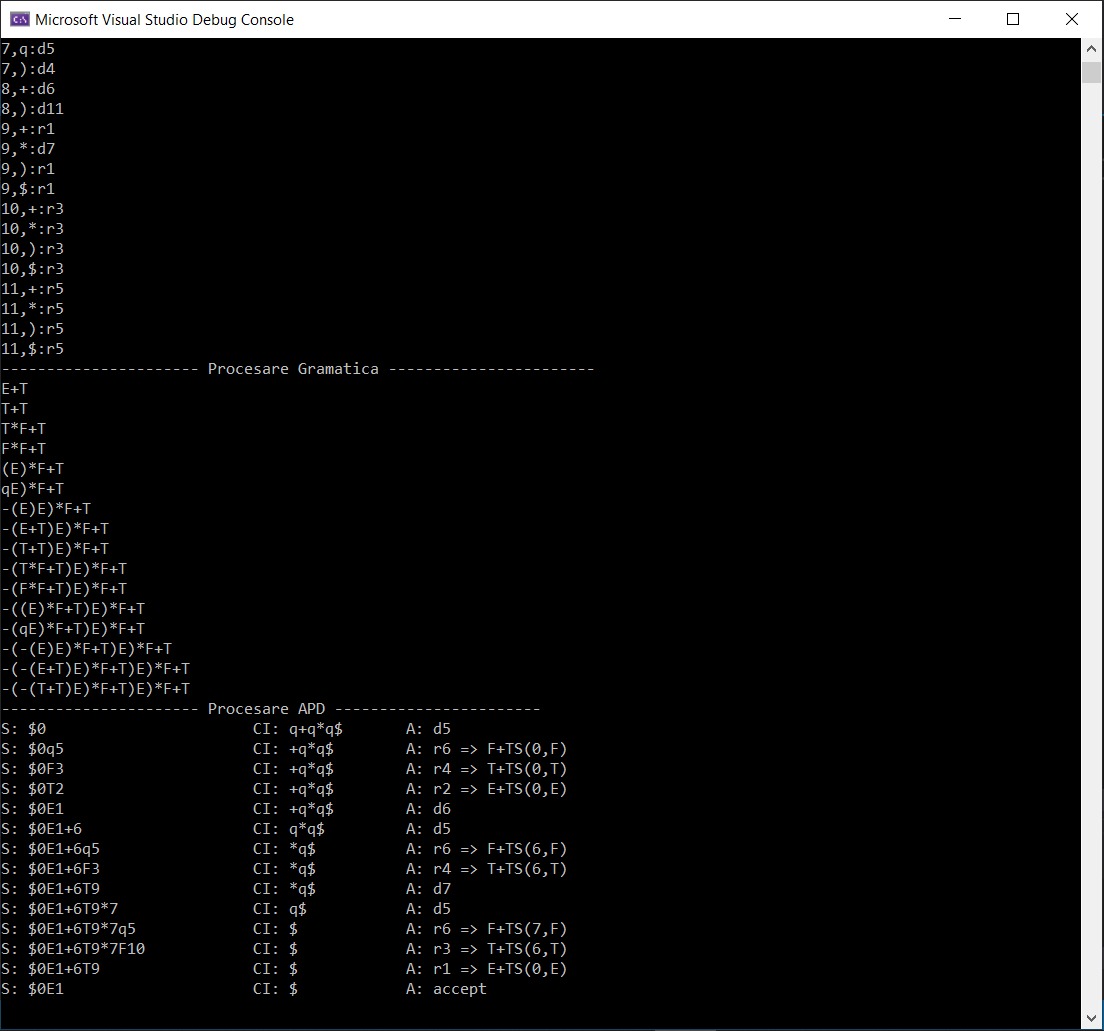 Microsoft Visual Studio Debug Console
7,q:d5
7,):d4
8,+:d6
8,):d11
9,+:r1
9,*:d7
9,):r1
9,$:r1
10,+:r3
10,*:r3
10,):r3
10,$:r3
11,+:r5
11,*:r5
11,):r5
11,$:r5
---------------------- Procesare Gramatica -----------------------
E+T
T+T
T*F+T
F*F+T
(E)*F+T
qE)*F+T
-(E)E)*F+T
-(E+T)E)*F+T
-(T+T)E)*F+T
-(T*F+T)E)*F+T
-(F*F+T)E)*F+T
-((E)*F+T)E)*F+T
-(qE)*F+T)E)*F+T
-(-(E)E)*F+T)E)*F+T
-(-(E+T)E)*F+T)E)*F+T
-(-(T+T)E)*F+T)E)*F+T
---------------------- Procesare APD -----------------------
S: $0 CI: q+q*q$ A: d5
S: $0q5 CI: +q*q$ A: r6 => F+TS(0,F)
S: $0F3 CI: +q*q$ A: r4 => T+TS(0,T)
S: $0T2 CI: +q*q$ A: r2 => E+TS(0,E)
S: $0E1 CI: +q*q$ A: d6
S: $0E1+6 CI: q*q$ A: d5
S: $0E1+6q5 CI: *q$ A: r6 => F+TS(6,F)
S: $0E1+6F3 CI: *q$ A: r4 => T+TS(6,T)
S: $0E1+6T9 CI: *q$ A: d7
S: $0E1+6T9*7 CI: q$ A: d5
S: $0E1+6T9*7q5 CI: $ A: r6 => F+TS(7,F)
S: $0E1+6T9*7F10 CI: $ A: r3 => T+TS(6,T)
S: $0E1+6T9 CI: $ A: r1 => E+TS(0,E)
S: $0E1 CI: $ A: accept